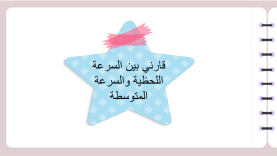 قارني بين السرعة
اللحظية والسرعة
المتوسطة